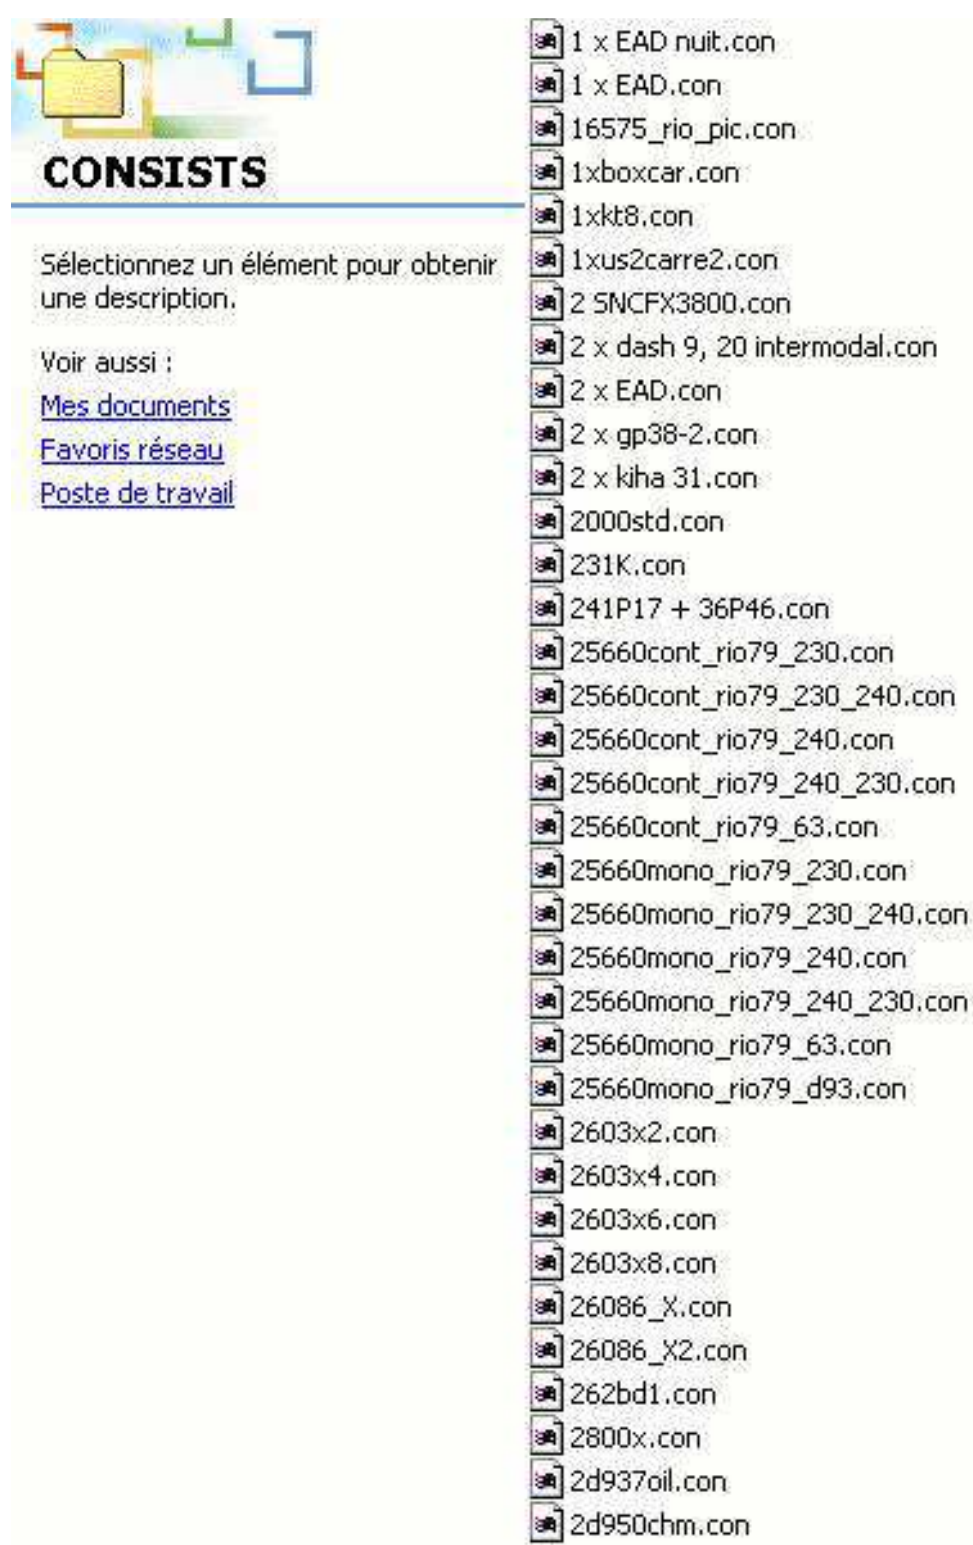 CONSISTS
Sélectionnez un élément pour obtenir
une description.
Voir aussi :
Mes documents
Favoris réseau
Poste de travail
1 x EAD nuit.con
1 x EAD.con
16575_rio_pic.con
1xboxcar.con
1xkt8.con
1xus2carre2.con
2 SNCFX3800.con
2 x dash 9, 20 intermodal.con
2 x EAD.con
2 x gp38-2.con
2 x kiha 31.con
2000std.con
231K.con
241P17 + 36P46.con
25660cont_rio79_230.con
25660cont_rio79_230_240.con
25660cont_rio79_240.con
25660cont_rio79_240_230.con
25660cont_rio79_63.con
25660mono_rio79_230.con
25660mono_rio79_230_240.con
25660mono_rio79_240.con
25660mono_rio79_240_230.con
25660mono_rio79_63.con
25660mono_rio79_d93.con
2603x2.con
2603x4.con
2603x6.con
2603x8.con
26086_X.con
26086_X2.con
262bd1.con
2800x.con
2d937oil.con
2d950chm.con